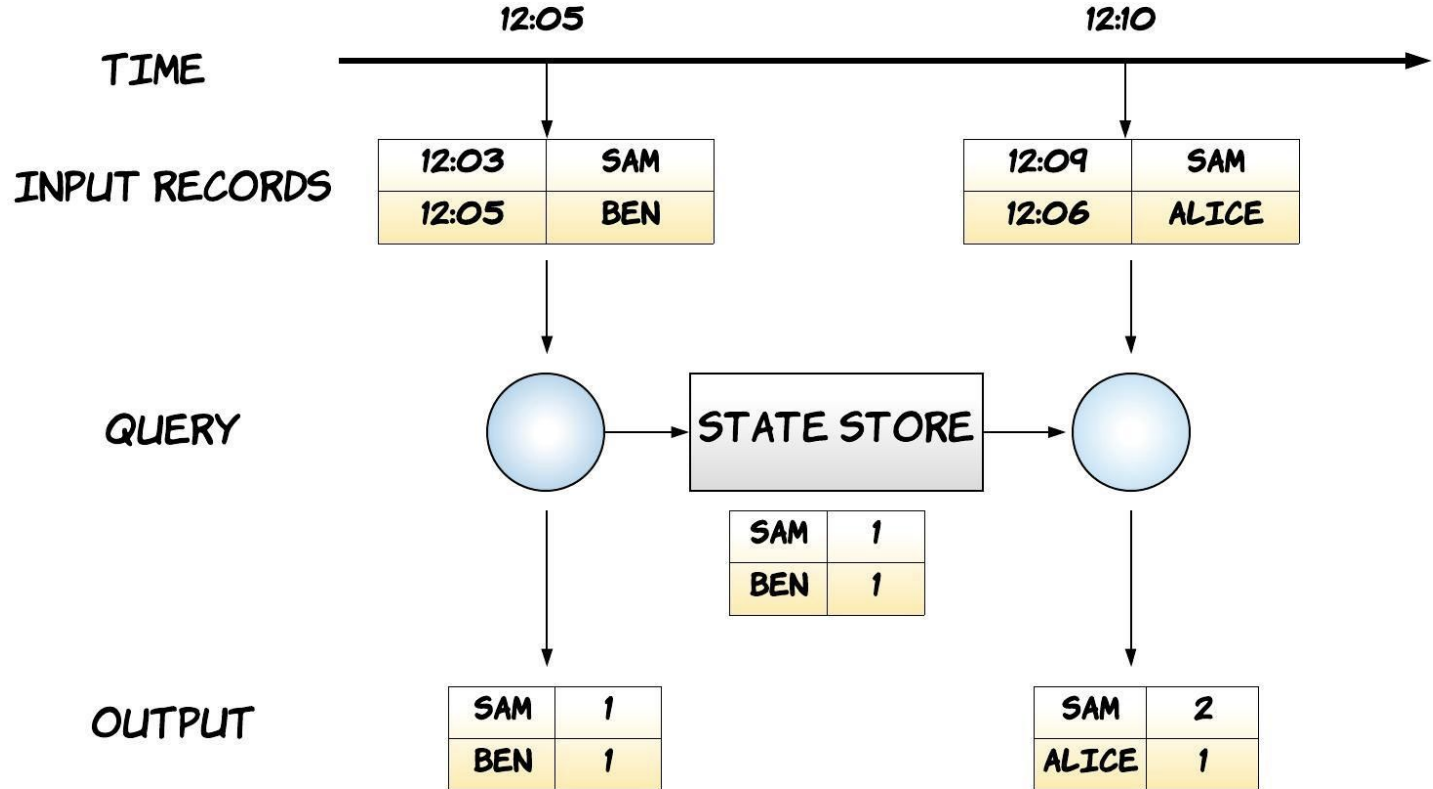 12:05 12:10
TIME
INPUT RECORDS
12:03 SAM
12:05 BEN
12:09 SAM
12:06 ALICE
QUERY
STATE STORE
SAM 1
BEN 1
OUTPUT
SAM 1
BEN 1
SAM 2
ALICE 1